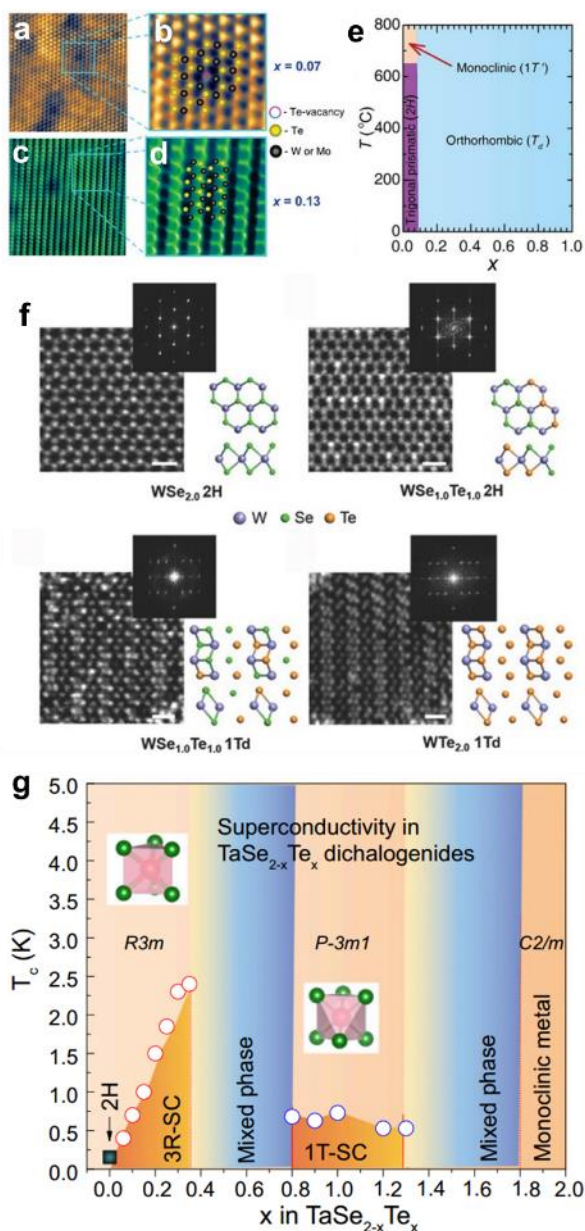 a
b
x = 0.07
- Te-vacancy
- Te
- W or Mo
c
d
x = 0.13
e
800
600
400
200
0
T (°C)
Monoclinic (1T')
Trigonal prismatic (2H)
Orthorhombic (Td)
0.0 0.2 0.4 0.6 0.8 1.0
x
f
WSe2.0 2H
WSe1.0Te1.0 2H
W Se Te
WSe1.0Te1.0 1Td
WTe2.0 1Td
g
5.0
4.5
4.0
3.5
3.0
2.5
2.0
1.5
1.0
0.5
0.0
Tc (K)
Superconductivity in
TaSe2-xTex dichalogenides
R3m
P-3m1
C2/m
2H
3R-SC
Mixed phase
1T-SC
Mixed phase
Monoclinic metal
0.0 0.2 0.4 0.6 0.8 1.0 1.2 1.4 1.6 1.8 2.0
x in TaSe2-xTex